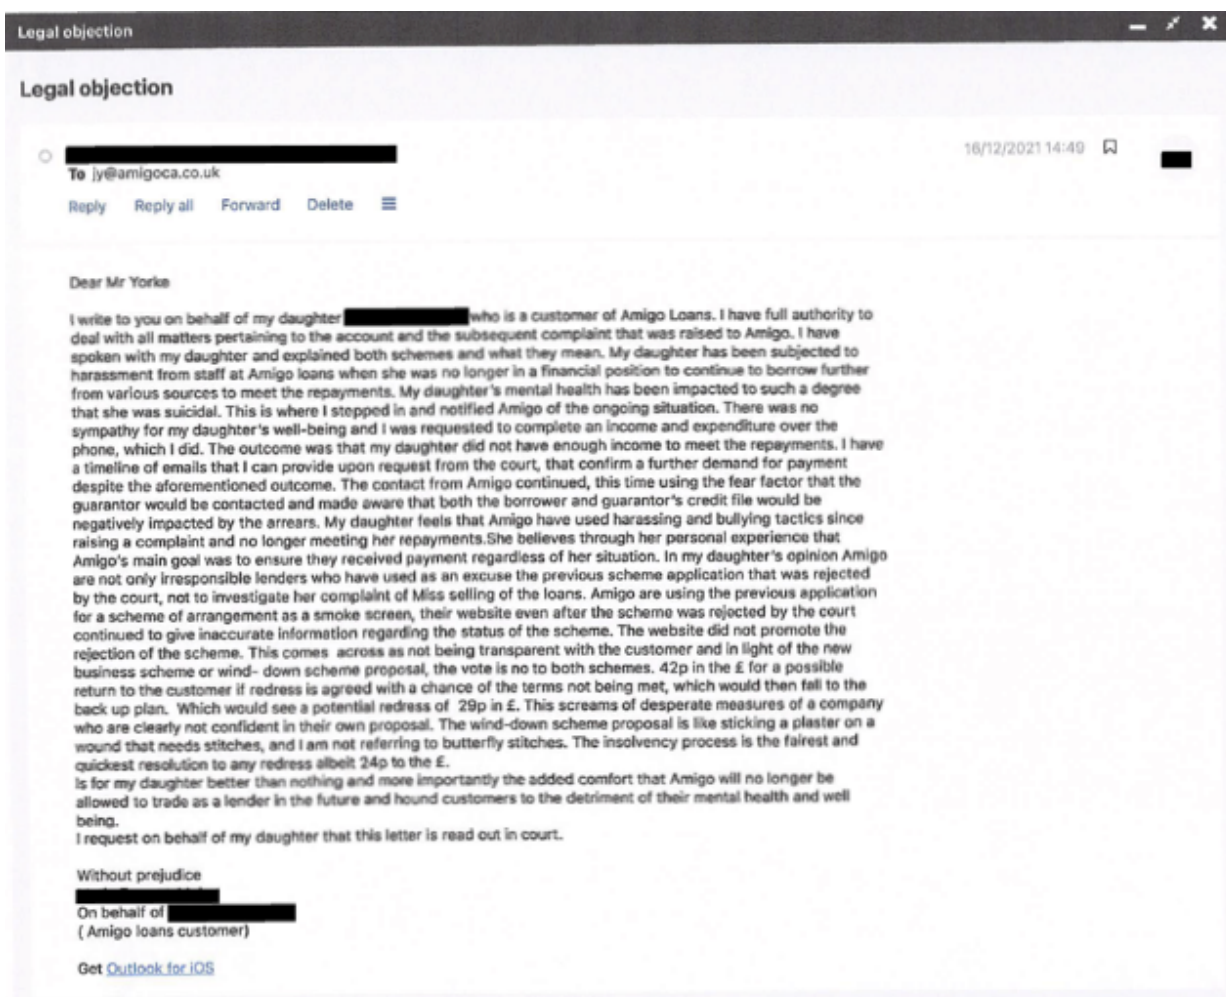 Legal objection
Legal objection
16/12/2021 14:49
To jy@amigoca.co.uk
Reply Reply all Forward Delete
Dear Mr Yorke
I write to you on behalf of my daughter who is a customer of Amigo Loans. I have full authority to
deal with all matters pertaining to the account and the subsequent complaint that was raised to Amigo. I have
spoken with my daughter and explained both schemes and what they mean. My daughter has been subjected to
harassment from staff at Amigo loans when she was no longer in a financial position to continue to borrow further
from various sources to meet the repayments. My daughter's mental health has been impacted to such a degree
that she was suicidal. This is where I stepped in and notified Amigo of the ongoing situation. There was no
sympathy for my daughter's well-being and I was requested to complete an income and expenditure over the
phone, which I did. The outcome was that my daughter did not have enough income to meet the repayments. I have
a timeline of emails that I can provide upon request from the court, that confirm a further demand for payment
despite the aforementioned outcome. The contact from Amigo continued, this time using the fear factor that the
guarantor would be contacted and made aware that both the borrower and guarantor's credit file would be
negatively impacted by the arrears. My daughter feels that Amigo have used harassing and bullying tactics since
raising a complaint and no longer meeting her repayments.She believes through her personal experience that
Amigo's main goal was to ensure they received payment regardless of her situation. In my daughter's opinion Amigo
are not only irresponsible lenders who have used as an excuse the previous scheme application that was rejected
by the court, not to investigate her complaint of Miss selling of the loans. Amigo are using the previous application
for a scheme of arrangement as a smoke screen, their website even after the scheme was rejected by the court
continued to give inaccurate information regarding the status of the scheme. The website did not promote the
rejection of the scheme. This comes across as not being transparent with the customer and in light of the new
business scheme or wind- down scheme proposal, the vote is no to both schemes. 42p in the £ for a possible
return to the customer if redress is agreed with a chance of the terms not being met, which would then fall to the
back up plan. Which would see a potential redress of 29p in £. This screams of desperate measures of a company
who are clearly not confident in their own proposal. The wind-down scheme proposal is like sticking a plaster on a
wound that needs stitches, and I am not referring to butterfly stitches. The insolvency process is the fairest and
quickest resolution to any redress albeit 24p to the £.
Is for my daughter better than nothing and more importantly the added comfort that Amigo will no longer be
allowed to trade as a lender in the future and hound customers to the detriment of their mental health and well
being.
I request on behalf of my daughter that this letter is read out in court.
Without prejudice
On behalf of
( Amigo loans customer)
Get Outlook for iOS